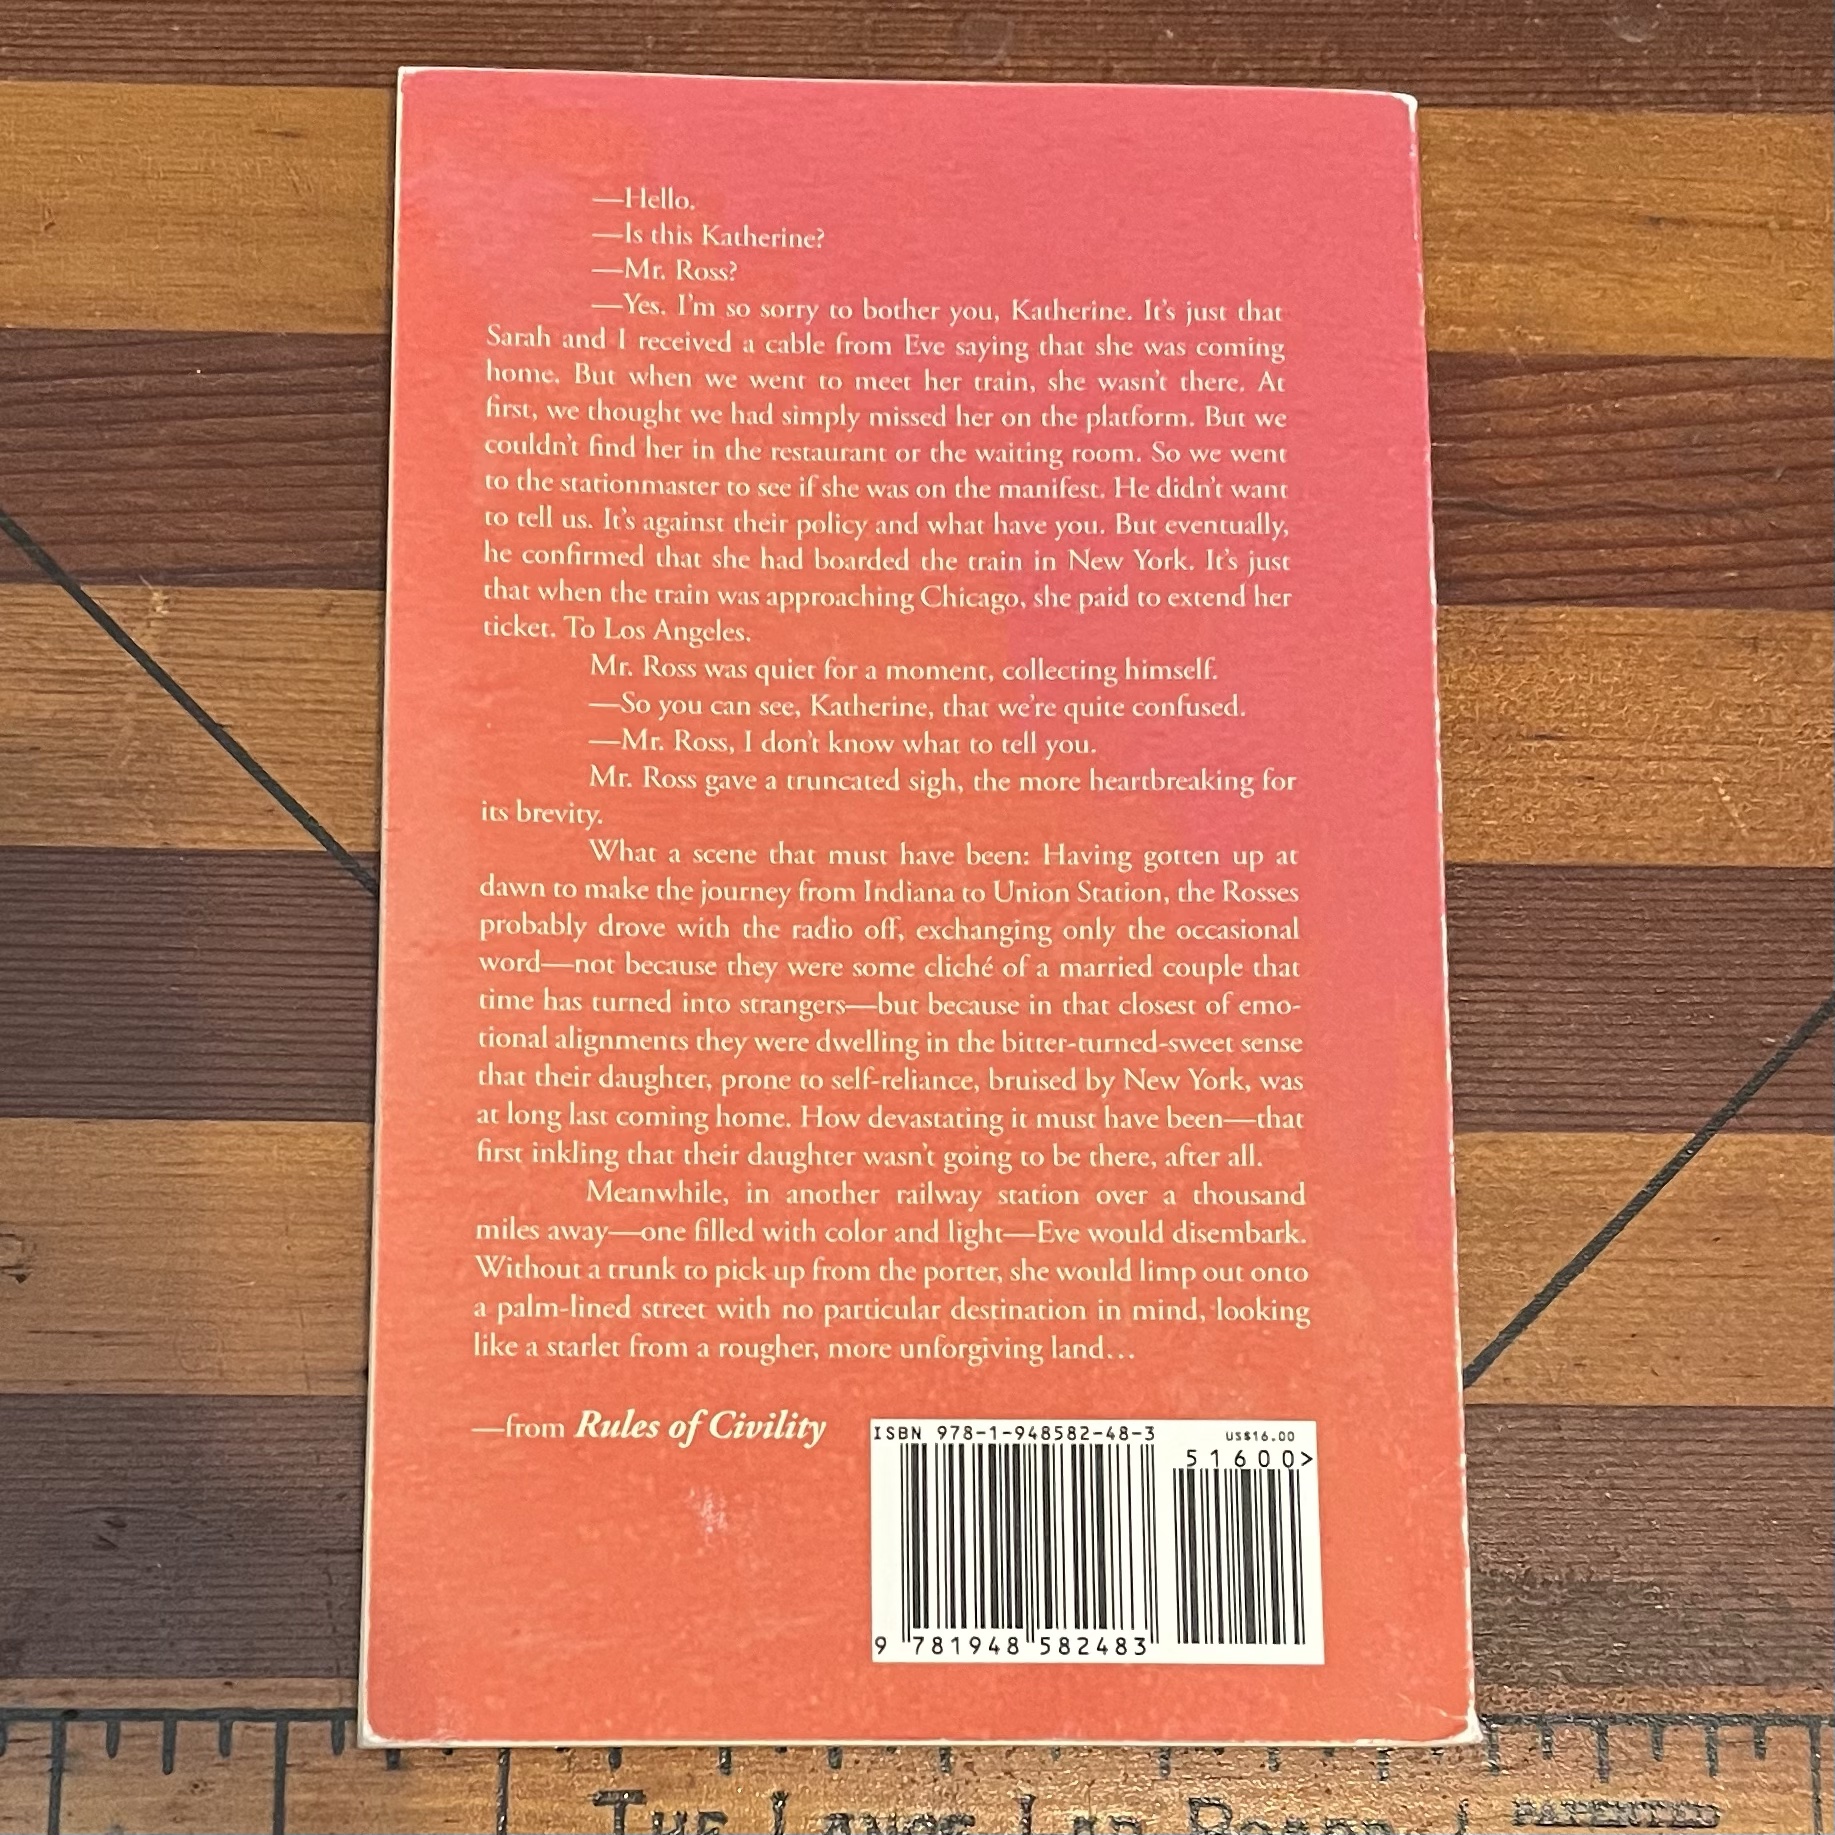 —Hello.
—Is this Katherine?
—Mr. Ross?
—Yes. I'm so sorry to bother you, Katherine. It's just that
Sarah and I received a cable from Eve saying that she was coming
home. But when we went to meet her train, she wasn't there. At
first, we thought we had simply missed her on the platform. But we
couldn't find her in the restaurant or the waiting room. So we went
to the stationmaster to see if she was on the manifest. He didn't want
to tell us. It's against their policy and what have you. But eventually,
he confirmed that she had boarded the train in New York. It's just
that when the train was approaching Chicago, she paid to extend her
ticket. To Los Angeles.
Mr. Ross was quiet for a moment, collecting himself.
—So you can see, Katherine, that we're quite confused.
—Mr. Ross, I don't know what to tell you.
Mr. Ross gave a truncated sigh, the more heartbreaking for
its brevity.
What a scene that must have been: Having gotten up at
dawn to make the journey from Indiana to Union Station, the Rosses
probably drove with the radio off, exchanging only the occasional
word—not because they were some cliché of a married couple that
time has turned into strangers—but because in that closest of emo-
tional alignments they were dwelling in the bitter-turned-sweet sense
that their daughter, prone to self-reliance, bruised by New York, was
at long last coming home. How devastating it must have been—that
first inkling that their daughter wasn't going to be there, after all.
Meanwhile, in another railway station over a thousand
miles away—one filled with color and light—Eve would disembark.
Without a trunk to pick up from the porter, she would limp out onto
a palm-lined street with no particular destination in mind, looking
like a starlet from a rougher, more unforgiving land...
—from Rules of Civility
ISBN 978-1-948582-48-3
US$16.00
51600>
9 781948 582483
THE
PATENTED